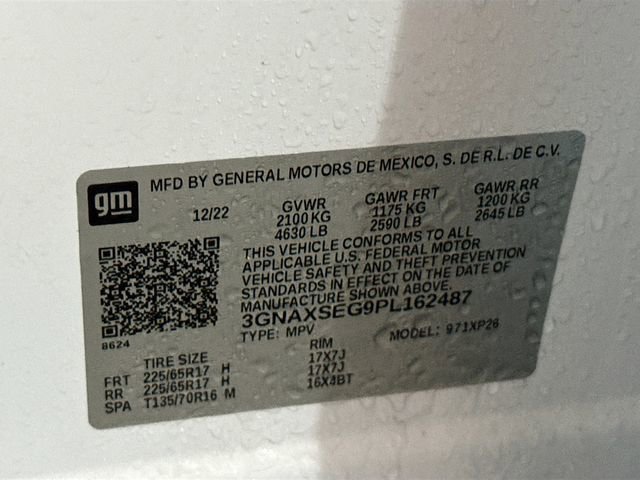 gm
MFD BY GENERAL MOTORS DE MEXICO, S. DE R.L. DE C.V.
12/22 GVWR GAWR FRT GAWR RR
2100 KG 1175 KG 1200 KG
4630 LB 2590 LB 2645 LB
THIS VEHICLE CONFORMS TO ALL
APPLICABLE U.S. FEDERAL MOTOR
VEHICLE SAFETY AND THEFT PREVENTION
STANDARDS IN EFFECT ON THE DATE OF
MANUFACTURE SHOWN ABOVE.
3GNAXSEG9PL162487
8624
TYPE: MPV MODEL: 971XP26
TIRE SIZE RIM
FRT 225/65R17 H 17X7J
RR 225/65R17 H 17X7J
SPA T135/70R16 M 16X4BT